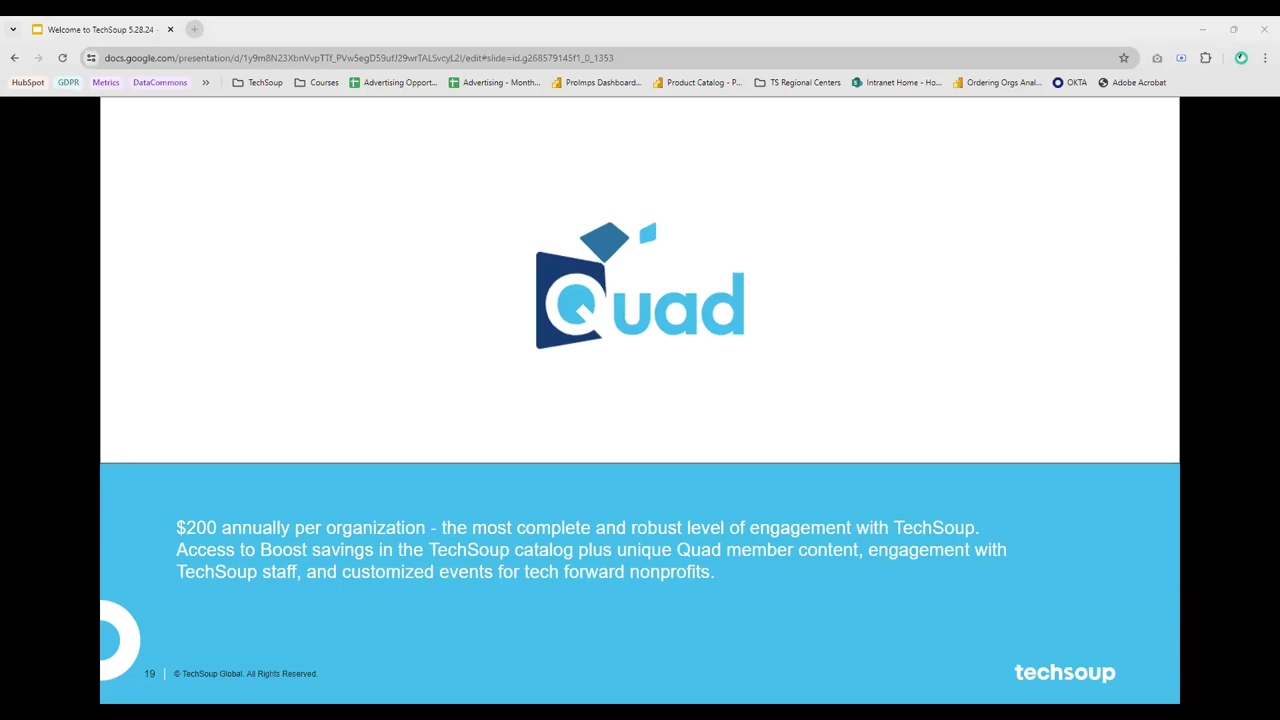 Welcome to TechSoup 5.28.24
docs.google.com/presentation/d/1y9m8N23XbnVvpTTf_PVw5egD59ufJ29wrTALSvcyL2I/edit#slide=id.g268579145f1_0_1353
HubSpot GDPR Metrics DataCommons » TechSoup Courses Advertising Opport... Advertising - Month... ProImps Dashboard... Product Catalog - P... TS Regional Centers Intranet Home - Ho... Ordering Orgs Anal... OKTA Adobe Acrobat
Quad
$200 annually per organization - the most complete and robust level of engagement with TechSoup.
Access to Boost savings in the TechSoup catalog plus unique Quad member content, engagement with
TechSoup staff, and customized events for tech forward nonprofits.
19 | © TechSoup Global. All Rights Reserved.
techsoup